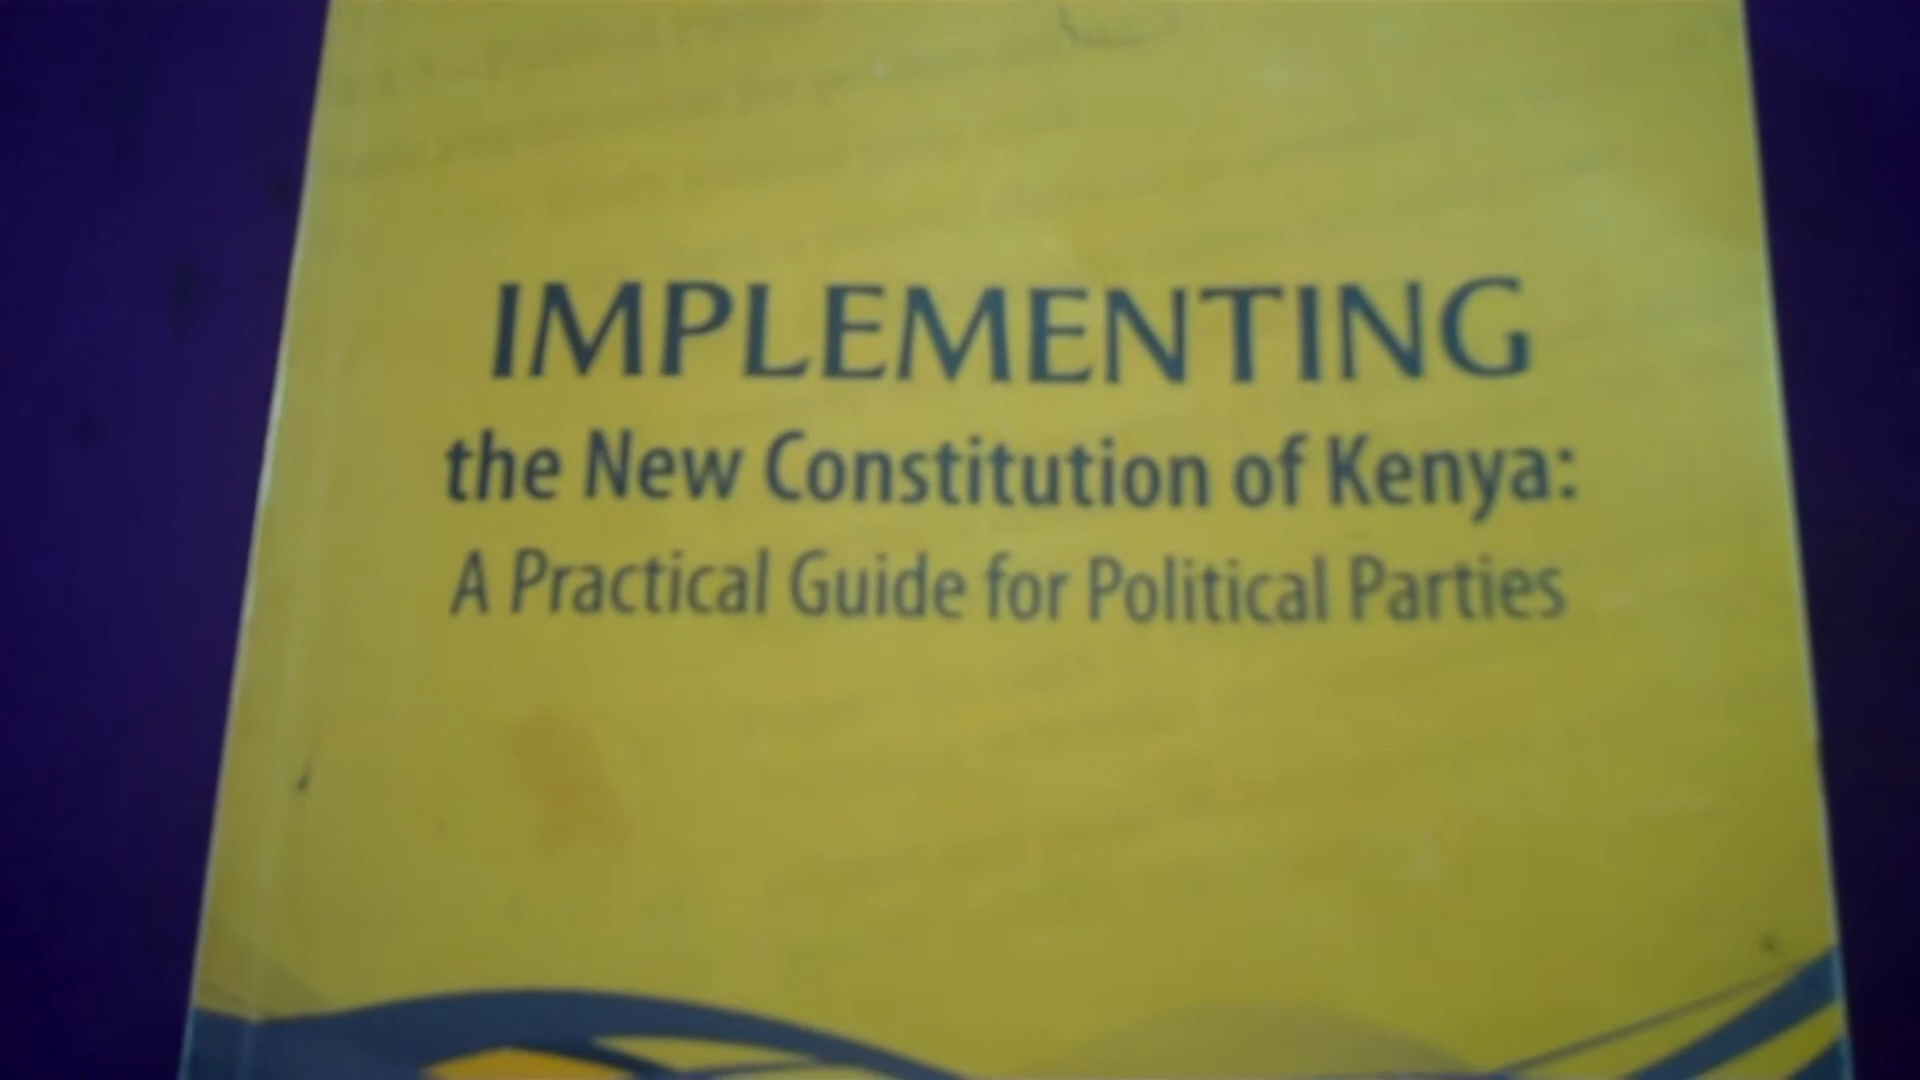 IMPLEMENTING
the New Constitution of Kenya:
A Practical Guide for Political Parties